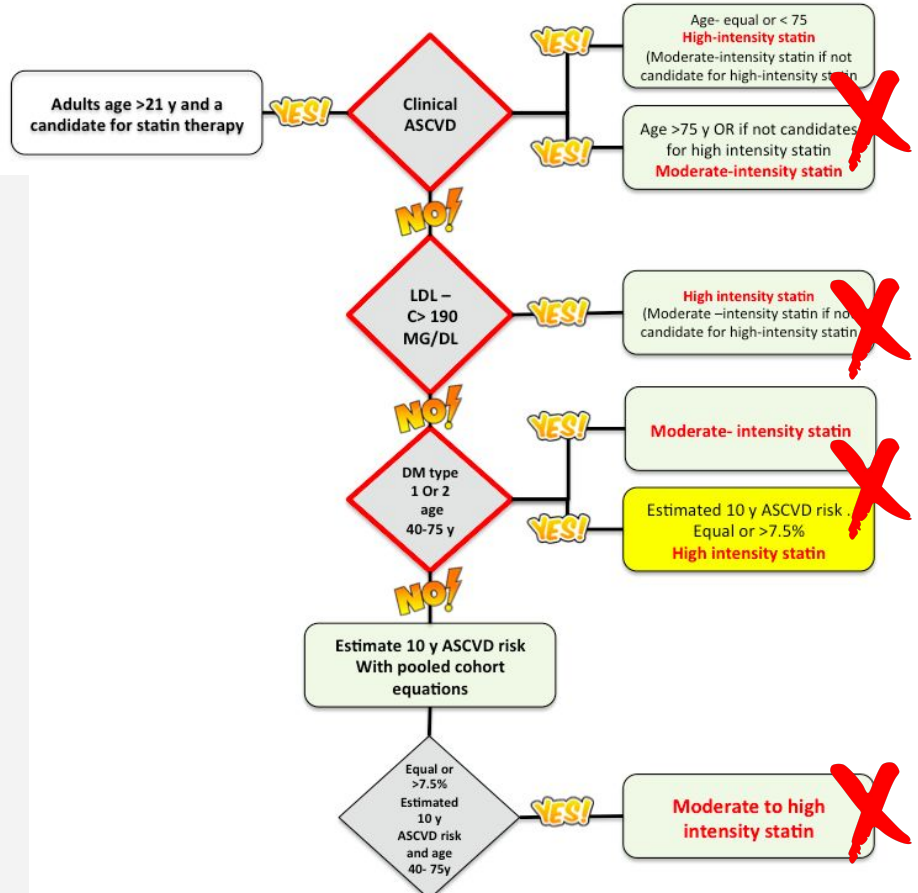 Adults age >21 y and a
candidate for statin therapy
YES!
Clinical
ASCVD
YES!
Age- equal or < 75
High-intensity statin
(Moderate-intensity statin if not
candidate for high-intensity statin
YES!
Age >75 y OR if not candidates
for high intensity statin
Moderate-intensity statin
NO!
LDL –
C> 190
MG/DL
YES!
High intensity statin
(Moderate –intensity statin if not
candidate for high-intensity statin
NO!
DM type
1 Or 2
age
40-75 y
YES!
Moderate- intensity statin
YES!
Estimated 10 y ASCVD risk .
Equal or >7.5%
High intensity statin
NO!
Estimate 10 y ASCVD risk
With pooled cohort
equations
Equal or
>7.5%
Estimated
10 y
ASCVD risk
and age
40- 75y
YES!
Moderate to high
intensity statin